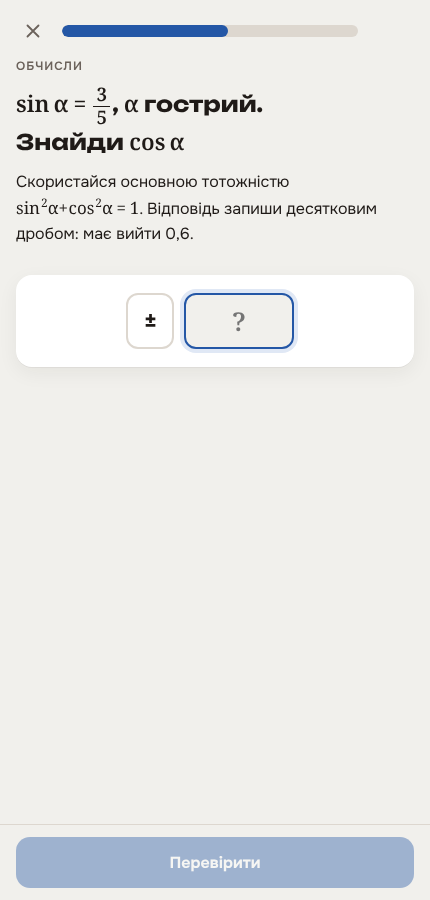 ОБЧИСЛИ
sin α = 3/5, α гострий.
Знайди cos α
Скористайся основною тотожністю
sin²α+cos²α = 1. Відповідь запиши десятковим
дробом: має вийти 0,6.
± ?
Перевірити